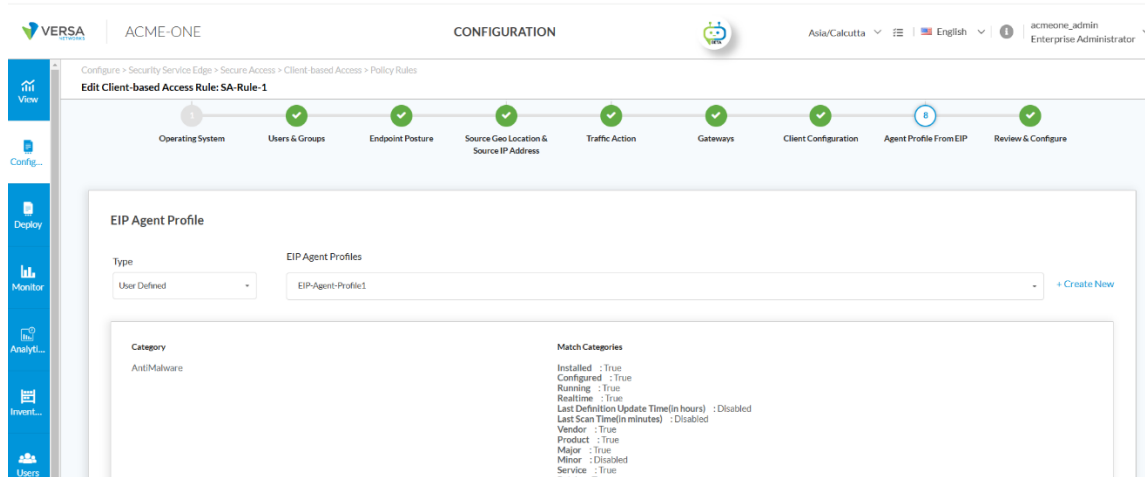 VERSA
NETWORKS
ACME-ONE
CONFIGURATION
BETA
Asia/Calcutta
English
acmeone_admin
Enterprise Administrator
Configure > Security Service Edge > Secure Access > Client-based Access > Policy Rules
Edit Client-based Access Rule: SA-Rule-1
View
Config...
Deploy
Monitor
Analyti...
Invent...
Users
1
8
Operating System
Users & Groups
Endpoint Posture
Source Geo Location &
Source IP Address
Traffic Action
Gateways
Client Configuration
Agent Profile From EIP
Review & Configure
EIP Agent Profile
Type
EIP Agent Profiles
User Defined
EIP-Agent-Profile1
+ Create New
Category
Match Categories
AntiMalware
Installed : True
Configured : True
Running : True
Realtime : True
Last Definition Update Time(in hours) : Disabled
Last Scan Time(in minutes) : Disabled
Vendor : True
Product : True
Major : True
Minor : Disabled
Service : True